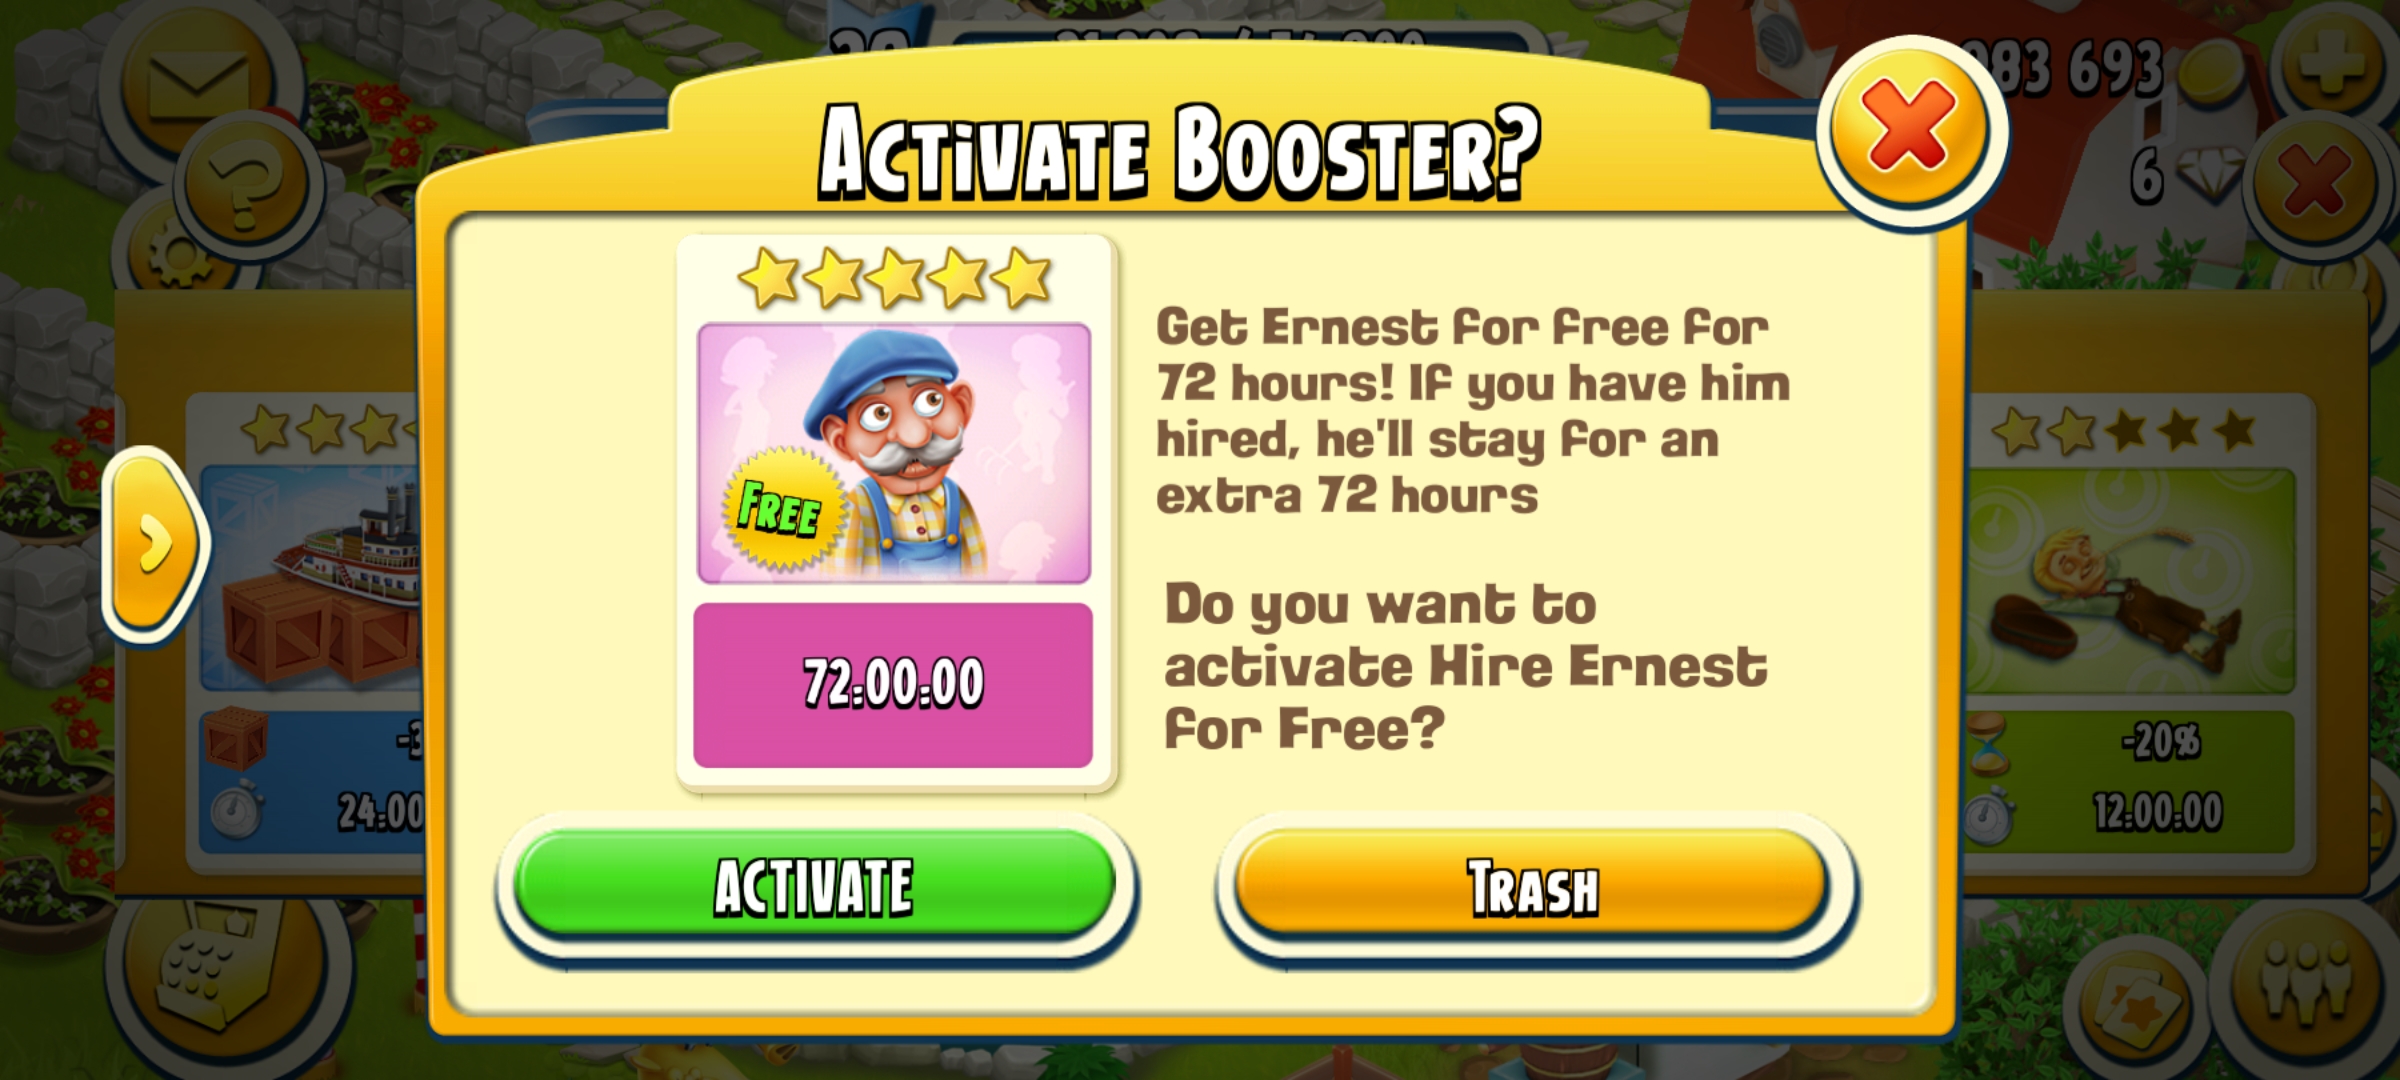 Activate Booster?
683 693
6
Get Ernest for free for
72 hours! If you have him
hired, he'll stay for an
extra 72 hours
FREE
72:00:00
Do you want to
activate Hire Ernest
for Free?
-20%
24:00
12:00:00
ACTIVATE
TRASH